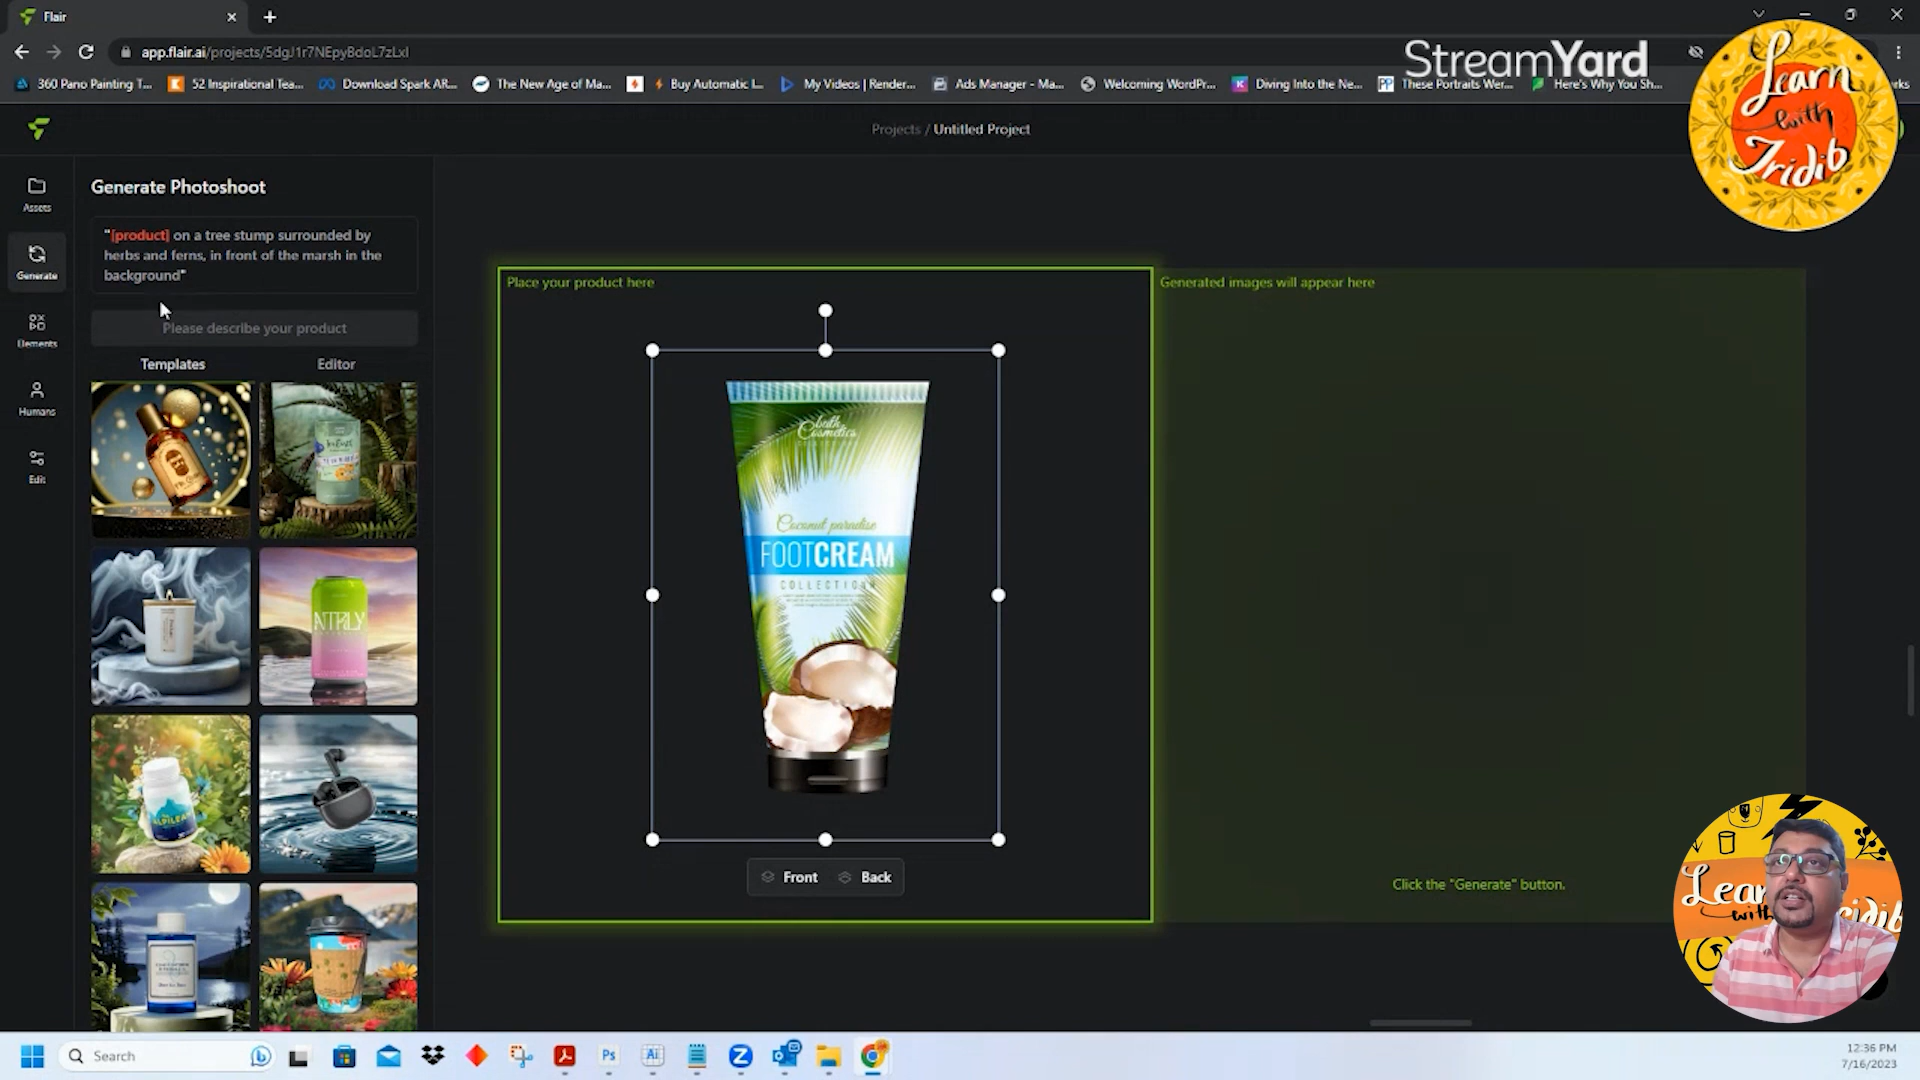 Flair
app.flair.ai/projects/5dgJ1r7NEpyBdoL7zLxl
StreamYard
360 Pano Painting T...
52 Inspirational Tea...
Download Spark AR...
The New Age of Ma...
Buy Automatic L...
My Videos | Render...
Ads Manager - Ma...
Welcoming WordPr...
Diving Into the Ne...
These Portraits Wer...
Here's Why You Sh...
Learn
with
Tridib
Projects / Untitled Project
Assets
Generate
Elements
Humans
Edit
Generate Photoshoot
"[product] on a tree stump surrounded by
herbs and ferns, in front of the marsh in the
background"
Please describe your product
Templates
Editor
NTRLY
Place your product here
Generated images will appear here
bath
Cosmetics
Coconut paradise
FOOTCREAM
COLLECTION
Front
Back
Click the "Generate" button.
Search
12:36 PM
7/16/2023